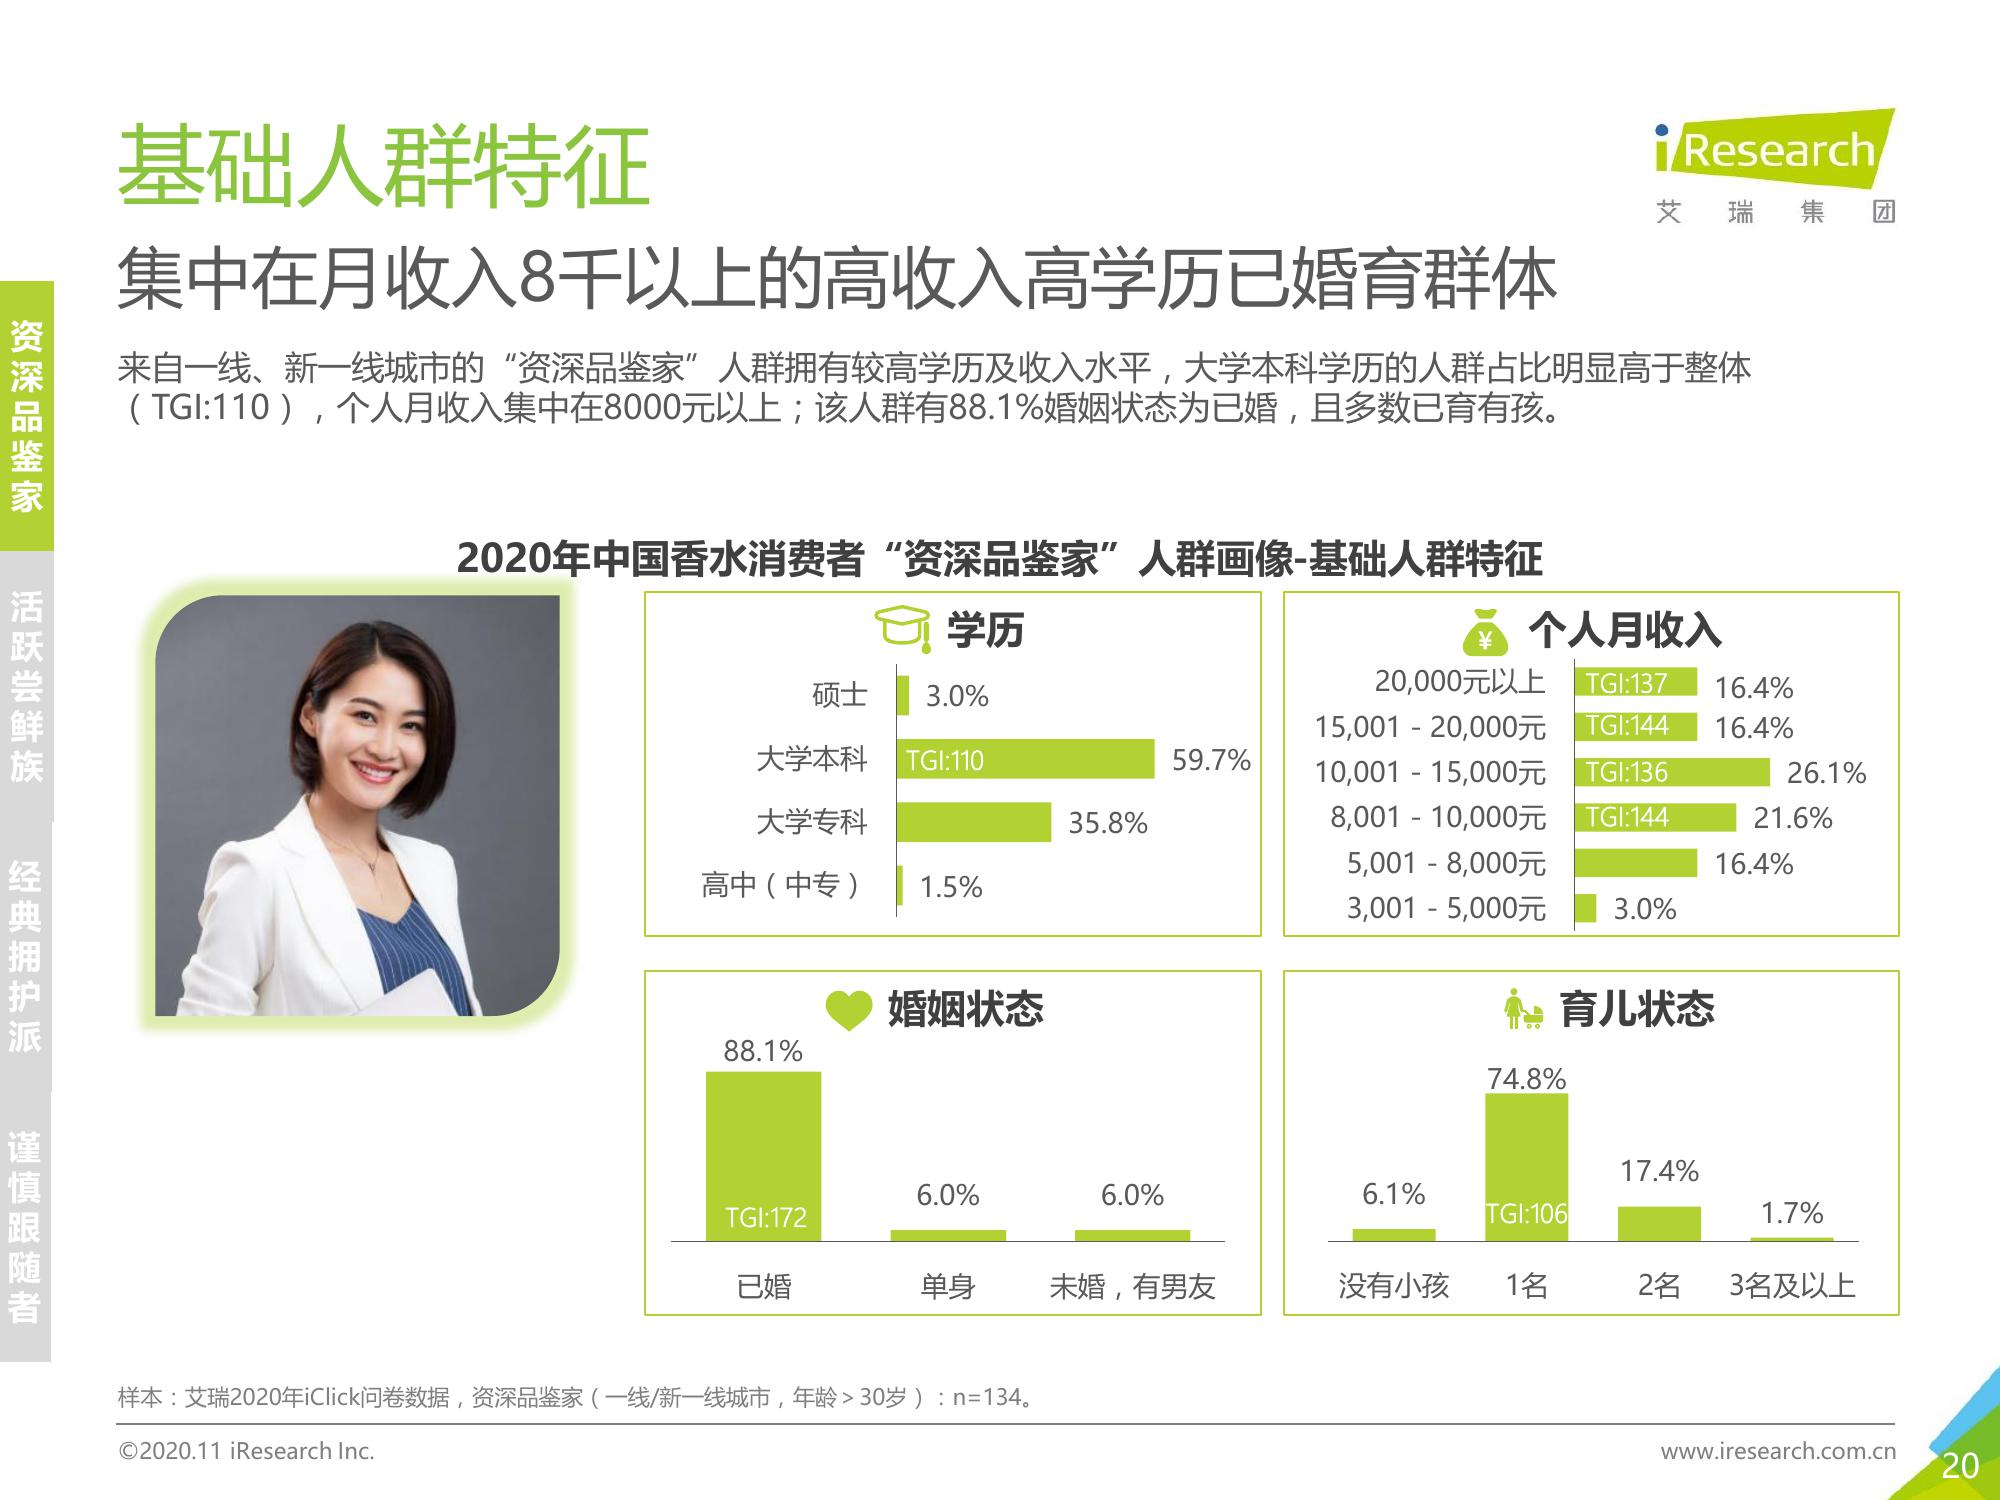 基础人群特征
iResearch
艾瑞集团
集中在月收入8千以上的高收入高学历已婚育群体
来自一线、新一线城市的“资深品鉴家”人群拥有较高学历及收入水平，大学本科学历的人群占比明显高于整体
（TGI:110），个人月收入集中在8000元以上；该人群有88.1%婚姻状态为已婚，且多数已育有孩。
资深品鉴家
活跃尝鲜族
经典拥护派
谨慎跟随者
2020年中国香水消费者“资深品鉴家”人群画像-基础人群特征
学历
硕士 3.0%
大学本科 TGI:110 59.7%
大学专科 35.8%
高中（中专） 1.5%
¥ 个人月收入
20,000元以上 TGI:137 16.4%
15,001 - 20,000元 TGI:144 16.4%
10,001 - 15,000元 TGI:136 26.1%
8,001 - 10,000元 TGI:144 21.6%
5,001 - 8,000元 16.4%
3,001 - 5,000元 3.0%
婚姻状态
88.1%
6.0% 6.0%
TGI:172
已婚 单身 未婚，有男友
育儿状态
74.8%
17.4%
6.1% TGI:106 1.7%
没有小孩 1名 2名 3名及以上
样本：艾瑞2020年iClick问卷数据，资深品鉴家（一线/新一线城市，年龄＞30岁）：n=134。
©2020.11 iResearch Inc. www.iresearch.com.cn
20